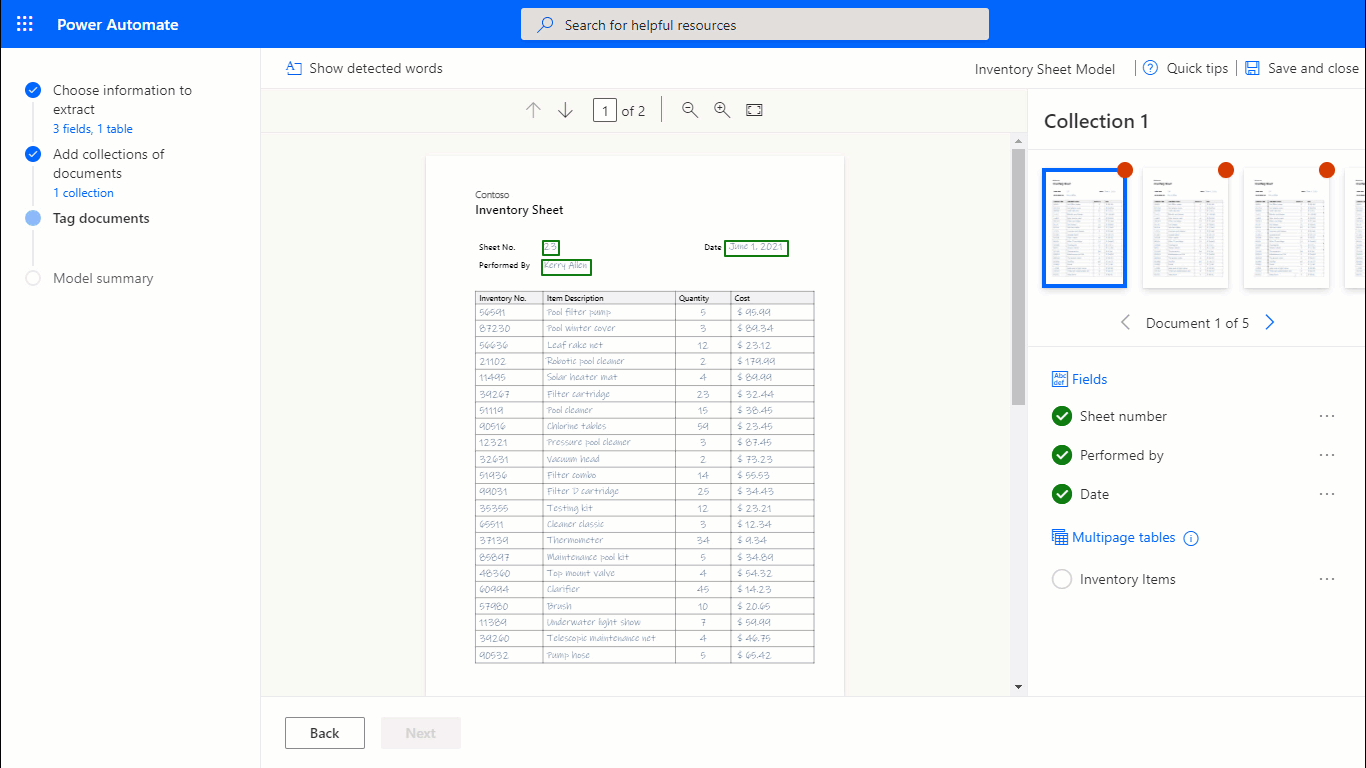 Power Automate
Search for helpful resources
Choose information to
extract
3 fields, 1 table
Add collections of
documents
1 collection
Tag documents
Model summary
Show detected words
Inventory Sheet Model
Quick tips
Save and close
1 of 2
Contoso
Inventory Sheet
Sheet No. 23 Date June 1, 2021
Performed By Kerry Allen
Inventory No. Item Description Quantity Cost
56591 Pool filter pump 5 $ 95.99
87230 Pool winter cover 3 $ 89.34
56636 Leaf rake net 12 $ 23.12
21102 Robotic pool cleaner 2 $ 179.99
11495 Solar heater mat 4 $ 89.99
39267 Filter cartridge 23 $ 32.44
51119 Pool cleaner 15 $ 38.45
90516 Chlorine tables 59 $ 23.45
12321 Pressure pool cleaner 3 $ 87.45
32631 Vacuum head 2 $ 73.23
51936 Filter combo 14 $ 55.53
99031 Filter D cartridge 25 $ 34.43
35355 Testing kit 12 $ 23.21
65511 Cleaner classic 3 $ 12.34
37139 Thermometer 34 $ 9.34
85897 Maintenance pool kit 5 $ 34.89
48360 Top mount valve 4 $ 54.32
60994 Clarifier 45 $ 14.23
57980 Brush 10 $ 20.65
11389 Underwater light show 7 $ 59.99
39260 Telescopic maintenance net 4 $ 46.75
90532 Pump hose 5 $ 65.42
Collection 1
Document 1 of 5
Abc
def
Fields
Sheet number
Performed by
Date
Multipage tables
Inventory Items
Back
Next